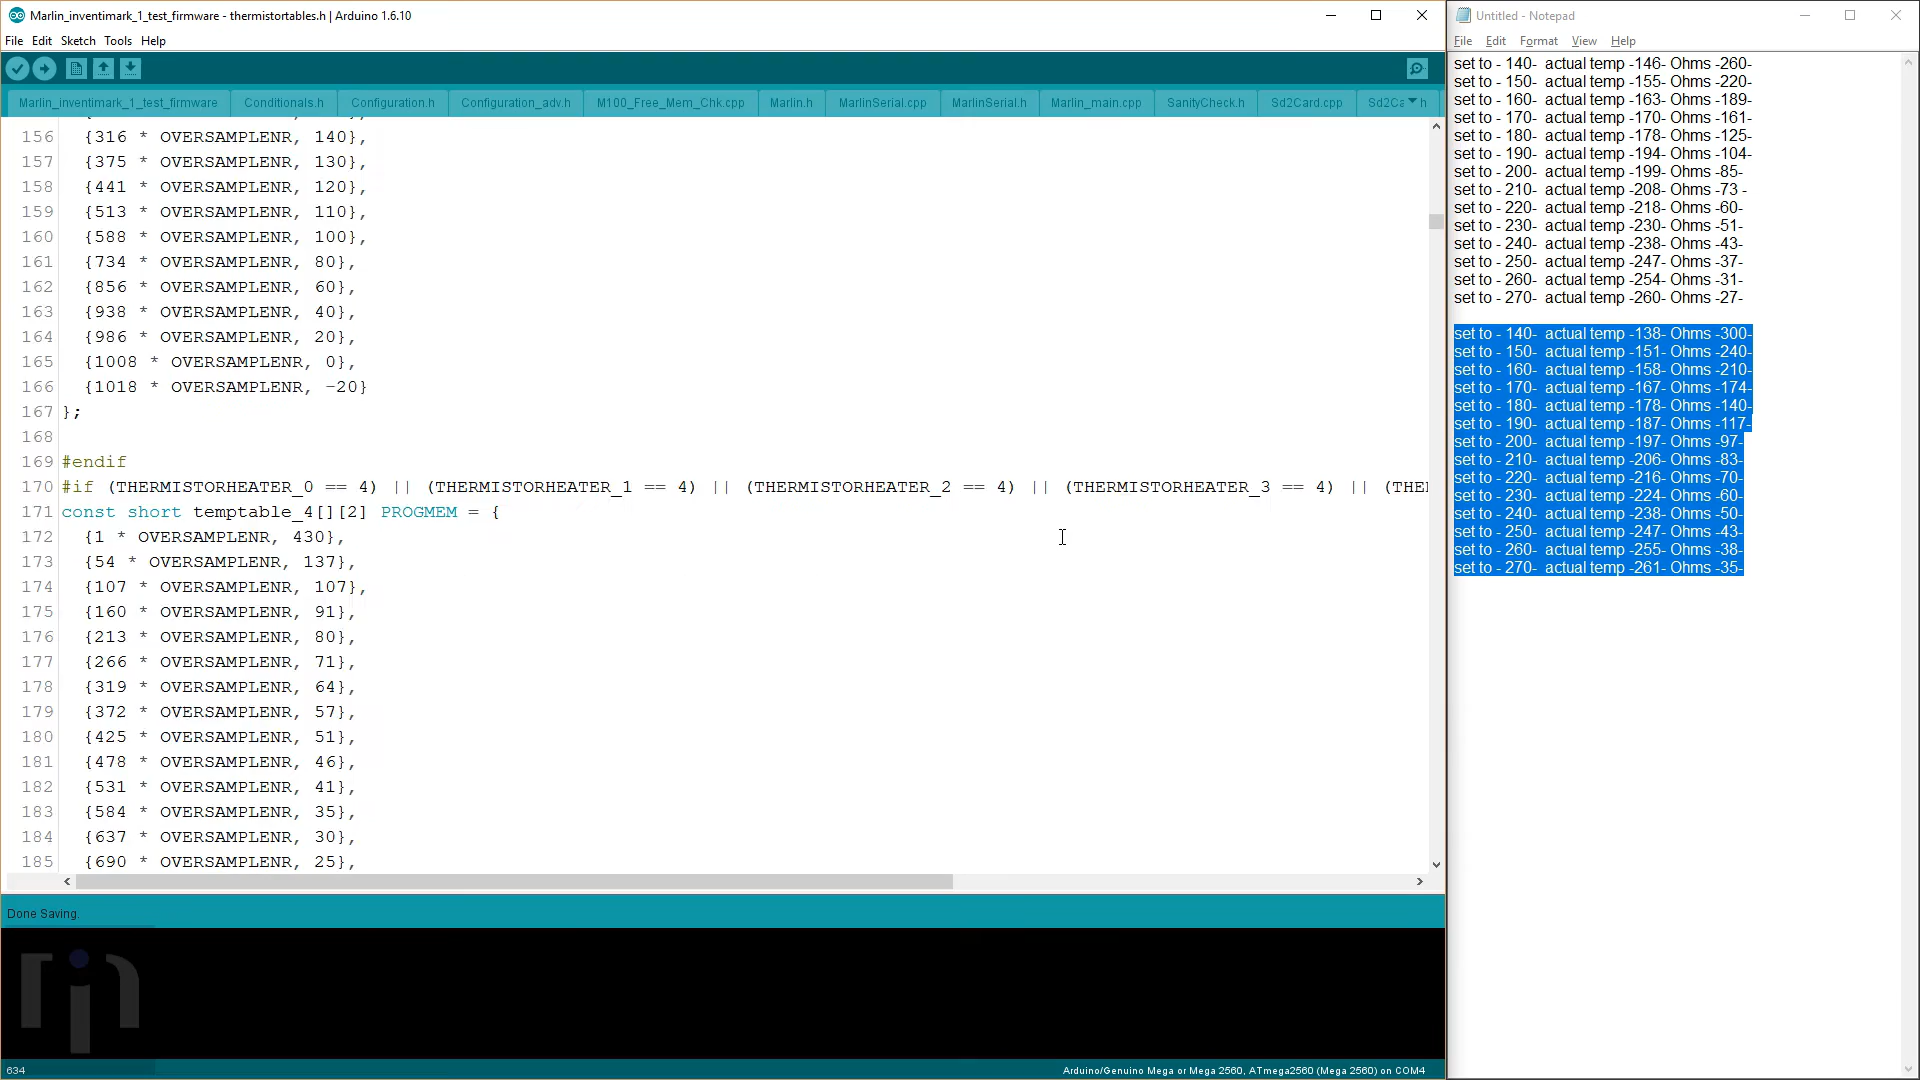 Marlin_inventimark_1_test_firmware - thermistortables.h | Arduino 1.6.10
File Edit Sketch Tools Help
Marlin_inventimark_1_test_firmware Conditionals.h Configuration.h Configuration_adv.h M100_Free_Mem_Chk.cpp Marlin.h MarlinSerial.cpp MarlinSerial.h Marlin_main.cpp SanityCheck.h Sd2Card.cpp Sd2Ca h
156 {316 * OVERSAMPLENR, 140},
157 {375 * OVERSAMPLENR, 130},
158 {441 * OVERSAMPLENR, 120},
159 {513 * OVERSAMPLENR, 110},
160 {588 * OVERSAMPLENR, 100},
161 {734 * OVERSAMPLENR, 80},
162 {856 * OVERSAMPLENR, 60},
163 {938 * OVERSAMPLENR, 40},
164 {986 * OVERSAMPLENR, 20},
165 {1008 * OVERSAMPLENR, 0},
166 {1018 * OVERSAMPLENR, -20}
167 };
168
169 #endif
170 #if (THERMISTORHEATER_0 == 4) || (THERMISTORHEATER_1 == 4) || (THERMISTORHEATER_2 == 4) || (THERMISTORHEATER_3 == 4) || (THE
171 const short temptable_4[][2] PROGMEM = {
172 {1 * OVERSAMPLENR, 430},
173 {54 * OVERSAMPLENR, 137},
174 {107 * OVERSAMPLENR, 107},
175 {160 * OVERSAMPLENR, 91},
176 {213 * OVERSAMPLENR, 80},
177 {266 * OVERSAMPLENR, 71},
178 {319 * OVERSAMPLENR, 64},
179 {372 * OVERSAMPLENR, 57},
180 {425 * OVERSAMPLENR, 51},
181 {478 * OVERSAMPLENR, 46},
182 {531 * OVERSAMPLENR, 41},
183 {584 * OVERSAMPLENR, 35},
184 {637 * OVERSAMPLENR, 30},
185 {690 * OVERSAMPLENR, 25},
Done Saving.
634
Arduino/Genuino Mega or Mega 2560, ATmega2560 (Mega 2560) on COM4
Untitled - Notepad
File Edit Format View Help
set to - 140- actual temp -146- Ohms -260-
set to - 150- actual temp -155- Ohms -220-
set to - 160- actual temp -163- Ohms -189-
set to - 170- actual temp -170- Ohms -161-
set to - 180- actual temp -178- Ohms -125-
set to - 190- actual temp -194- Ohms -104-
set to - 200- actual temp -199- Ohms -85-
set to - 210- actual temp -208- Ohms -73 -
set to - 220- actual temp -218- Ohms -60-
set to - 230- actual temp -230- Ohms -51-
set to - 240- actual temp -238- Ohms -43-
set to - 250- actual temp -247- Ohms -37-
set to - 260- actual temp -254- Ohms -31-
set to - 270- actual temp -260- Ohms -27-
set to - 140- actual temp -138- Ohms -300-
set to - 150- actual temp -151- Ohms -240-
set to - 160- actual temp -158- Ohms -210-
set to - 170- actual temp -167- Ohms -174-
set to - 180- actual temp -178- Ohms -140-
set to - 190- actual temp -187- Ohms -117-
set to - 200- actual temp -197- Ohms -97-
set to - 210- actual temp -206- Ohms -83-
set to - 220- actual temp -216- Ohms -70-
set to - 230- actual temp -224- Ohms -60-
set to - 240- actual temp -238- Ohms -50-
set to - 250- actual temp -247- Ohms -43-
set to - 260- actual temp -255- Ohms -38-
set to - 270- actual temp -261- Ohms -35-